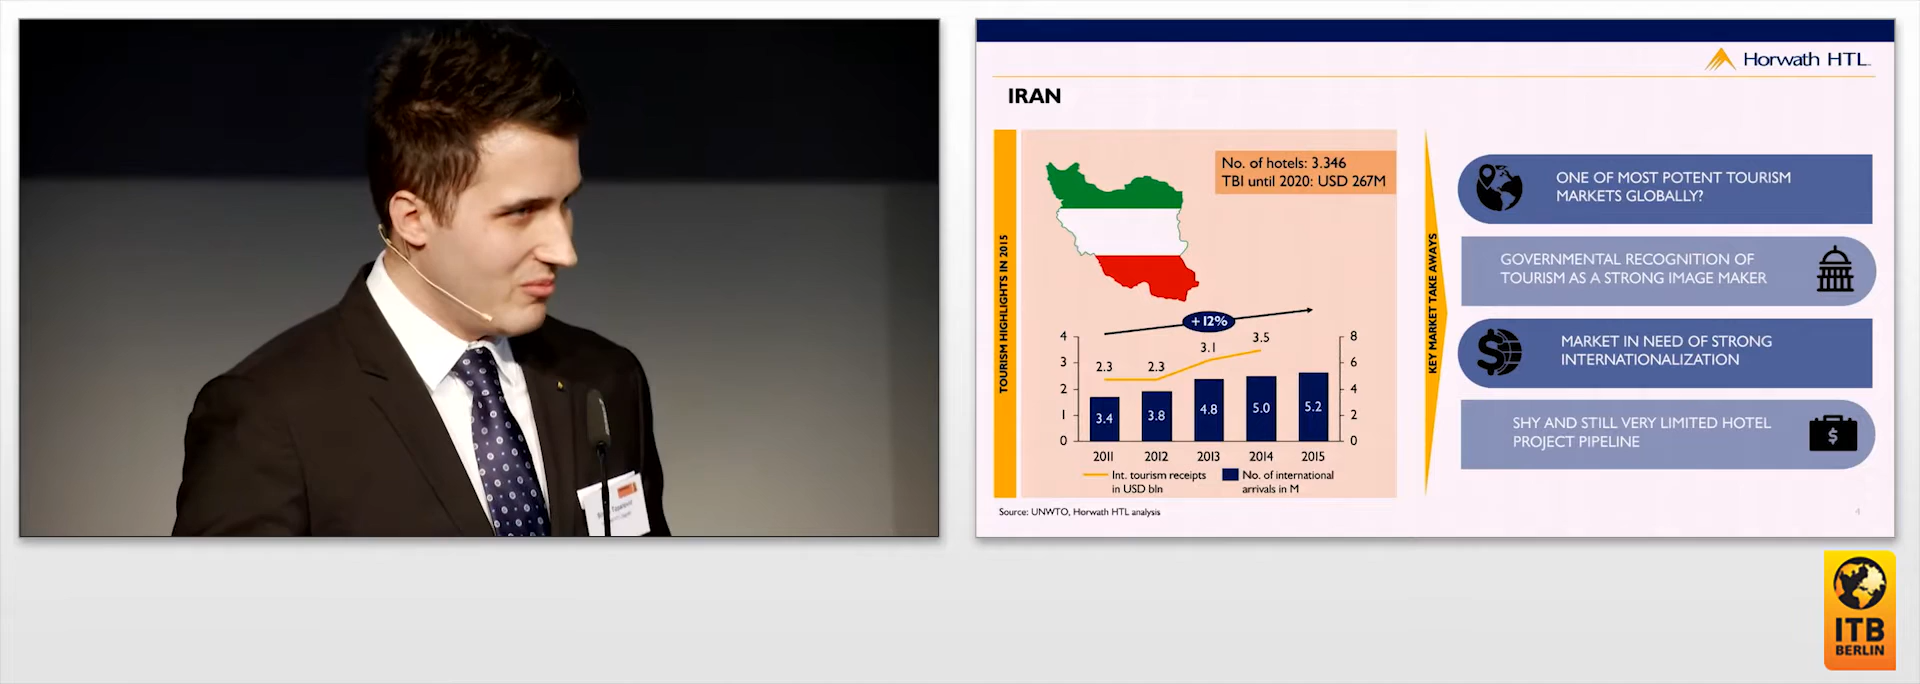 Horwath HTL
IRAN
TOURISM HIGHLIGHTS IN 2015
No. of hotels: 3.346
TBI until 2020: USD 267M
+12%
4
3
2
1
0
8
6
4
2
0
2.3
2.3
3.1
3.5
3.4
3.8
4.8
5.0
5.2
2011
2012
2013
2014
2015
Int. tourism receipts
in USD bln
No. of international
arrivals in M
KEY MARKET TAKE AWAYS
ONE OF MOST POTENT TOURISM
MARKETS GLOBALLY?
GOVERNMENTAL RECOGNITION OF
TOURISM AS A STRONG IMAGE MAKER
$
MARKET IN NEED OF STRONG
INTERNATIONALIZATION
SHY AND STILL VERY LIMITED HOTEL
PROJECT PIPELINE
$
Source: UNWTO, Horwath HTL analysis
4
ITB
BERLIN